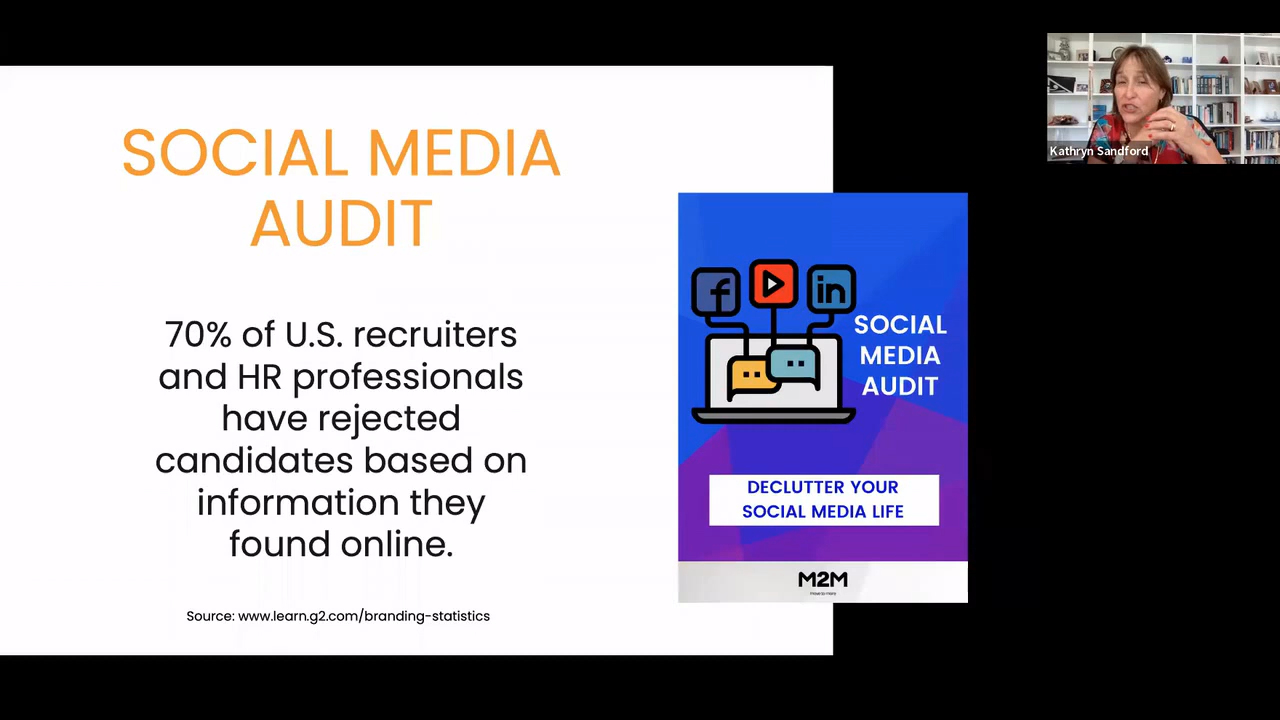 SOCIAL MEDIA
AUDIT
70% of U.S. recruiters
and HR professionals
have rejected
candidates based on
information they
found online.
Source: www.learn.g2.com/branding-statistics
f
in
SOCIAL
MEDIA
AUDIT
DECLUTTER YOUR
SOCIAL MEDIA LIFE
M2M
Kathryn Sandford